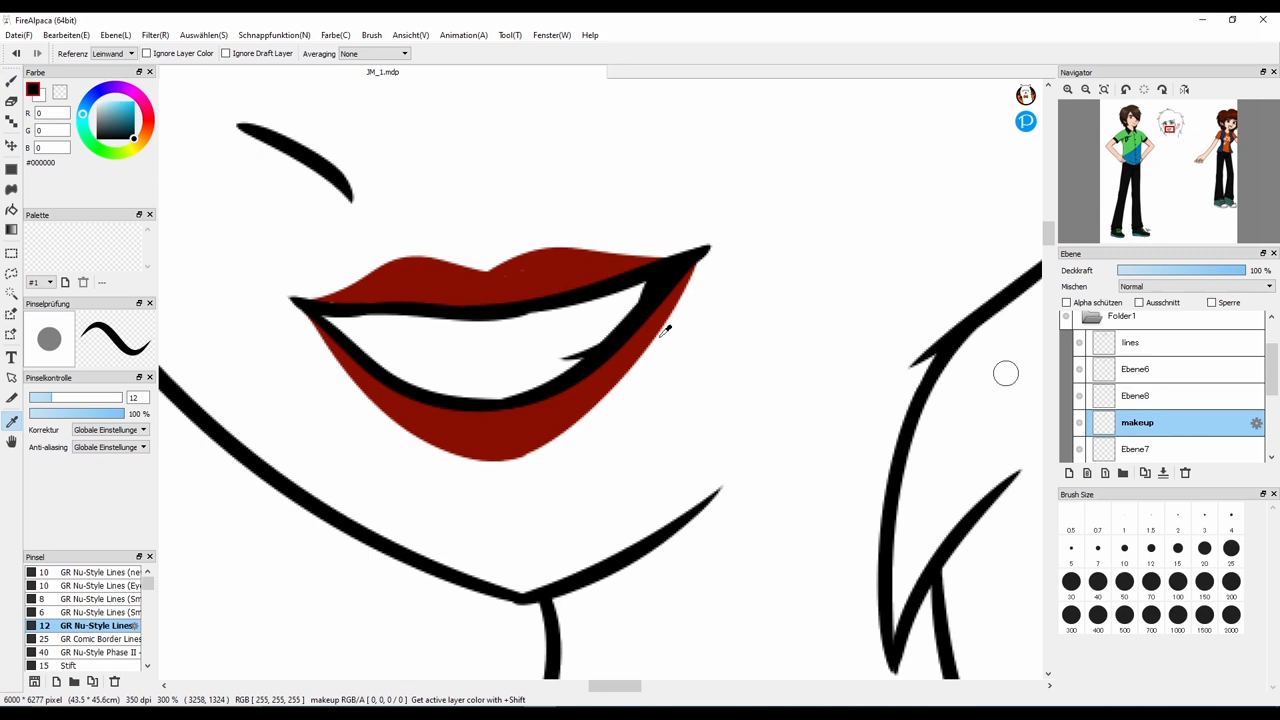 FireAlpaca (64bit)
Datei(F) Bearbeiten(E) Ebene(L) Filter(R) Auswählen(S) Schnappfunktion(N) Farbe(C) Brush Ansicht(V) Animation(A) Tool(T) Fenster(W) Help
Referenz Leinwand Ignore Layer Color Ignore Draft Layer Averaging None
Farbe
JM_1.mdp
Navigator
R 0
G 0
B 0
#000000
Palette
#1
---
Pinselprüfung
Pinselkontrolle
12
100 %
Korrektur Globale Einstellunge
Anti-aliasing Globale Einstellunge
Pinsel
10 GR Nu-Style Lines (ne
10 GR Nu-Style Lines (Ey
8 GR Nu-Style Lines (Sm
6 GR Nu-Style Lines (Sm
12 GR Nu-Style Lines
25 GR Comic Border Lines
40 GR Nu-Style Phase II -
15 Stift
P
Ebene
Deckkraft 100 %
Mischen Normal
Alpha schützen Ausschnitt Sperre
Folder1
lines
Ebene6
Ebene8
makeup
Ebene7
Brush Size
0.5 0.7 1 1.5 2 3 4
5 7 10 12 15 20 25
30 40 50 70 100 150 200
300 400 500 700 1000 1500 2000
6000 * 6277 pixel (43.5 * 45.6cm) 350 dpi 300 % ( 3258, 1324 ) RGB [ 255, 255, 255 ] makeup RGB/A [ 0, 0, 0 / 0 ] Get active layer color with +Shift